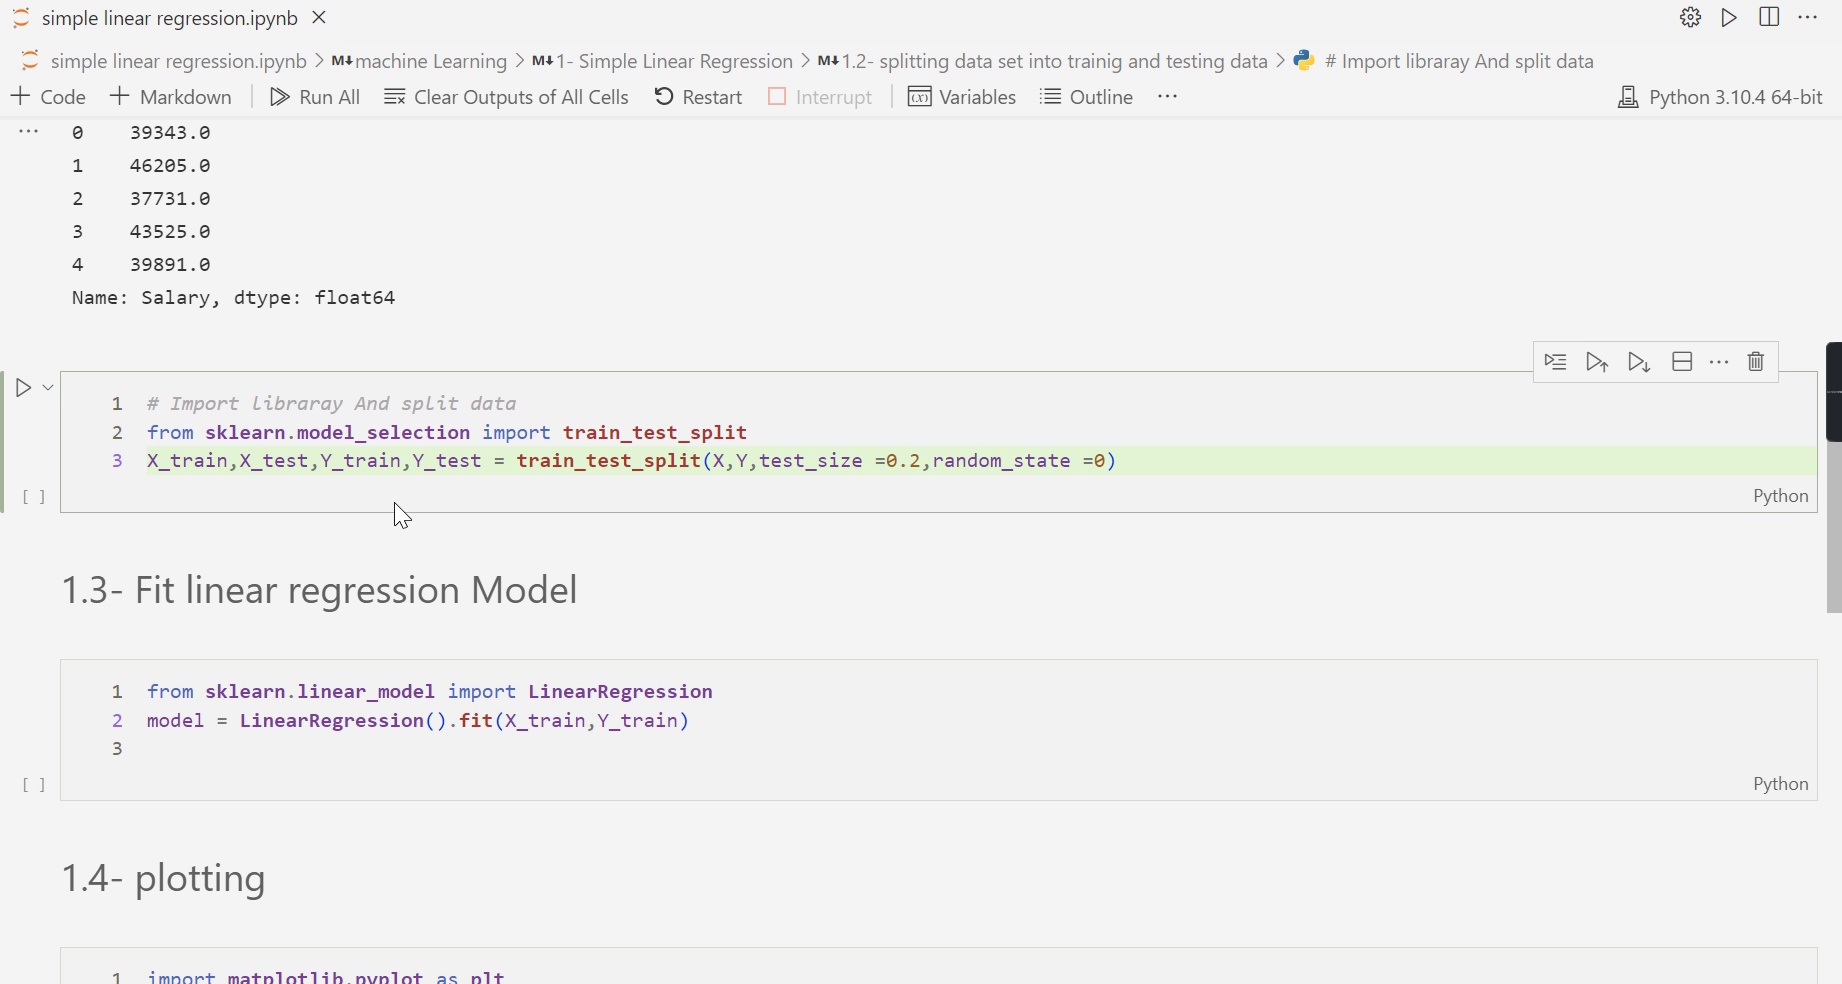 simple linear regression.ipynb
simple linear regression.ipynb > M↓ machine Learning > M↓ 1- Simple Linear Regression > M↓ 1.2- splitting data set into trainig and testing data > # Import libraray And split data
+ Code + Markdown Run All Clear Outputs of All Cells Restart Interrupt Variables Outline ··· Python 3.10.4 64-bit
0 39343.0
1 46205.0
2 37731.0
3 43525.0
4 39891.0
Name: Salary, dtype: float64
1 # Import libraray And split data
2 from sklearn.model_selection import train_test_split
3 X_train,X_test,Y_train,Y_test = train_test_split(X,Y,test_size =0.2,random_state =0)
[ ] Python
1.3- Fit linear regression Model
1 from sklearn.linear_model import LinearRegression
2 model = LinearRegression().fit(X_train,Y_train)
3
[ ] Python
1.4- plotting
1 import matplotlib.pyplot as plt